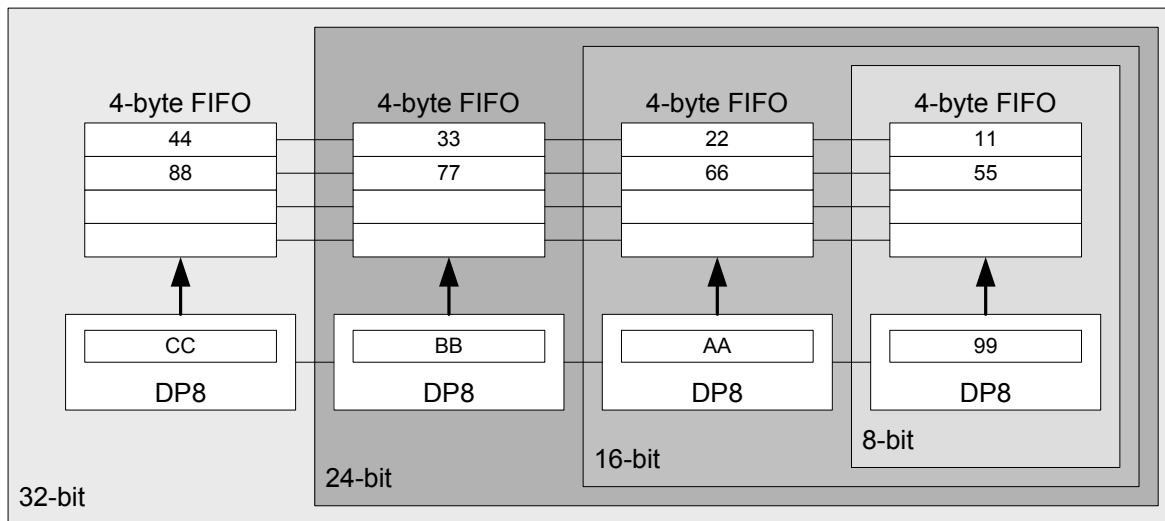 4-byte FIFO 4-byte FIFO 4-byte FIFO 4-byte FIFO
44 33 22 11
88 77 66 55
CC BB AA 99
DP8 DP8 DP8 DP8
8-bit
16-bit
24-bit
32-bit